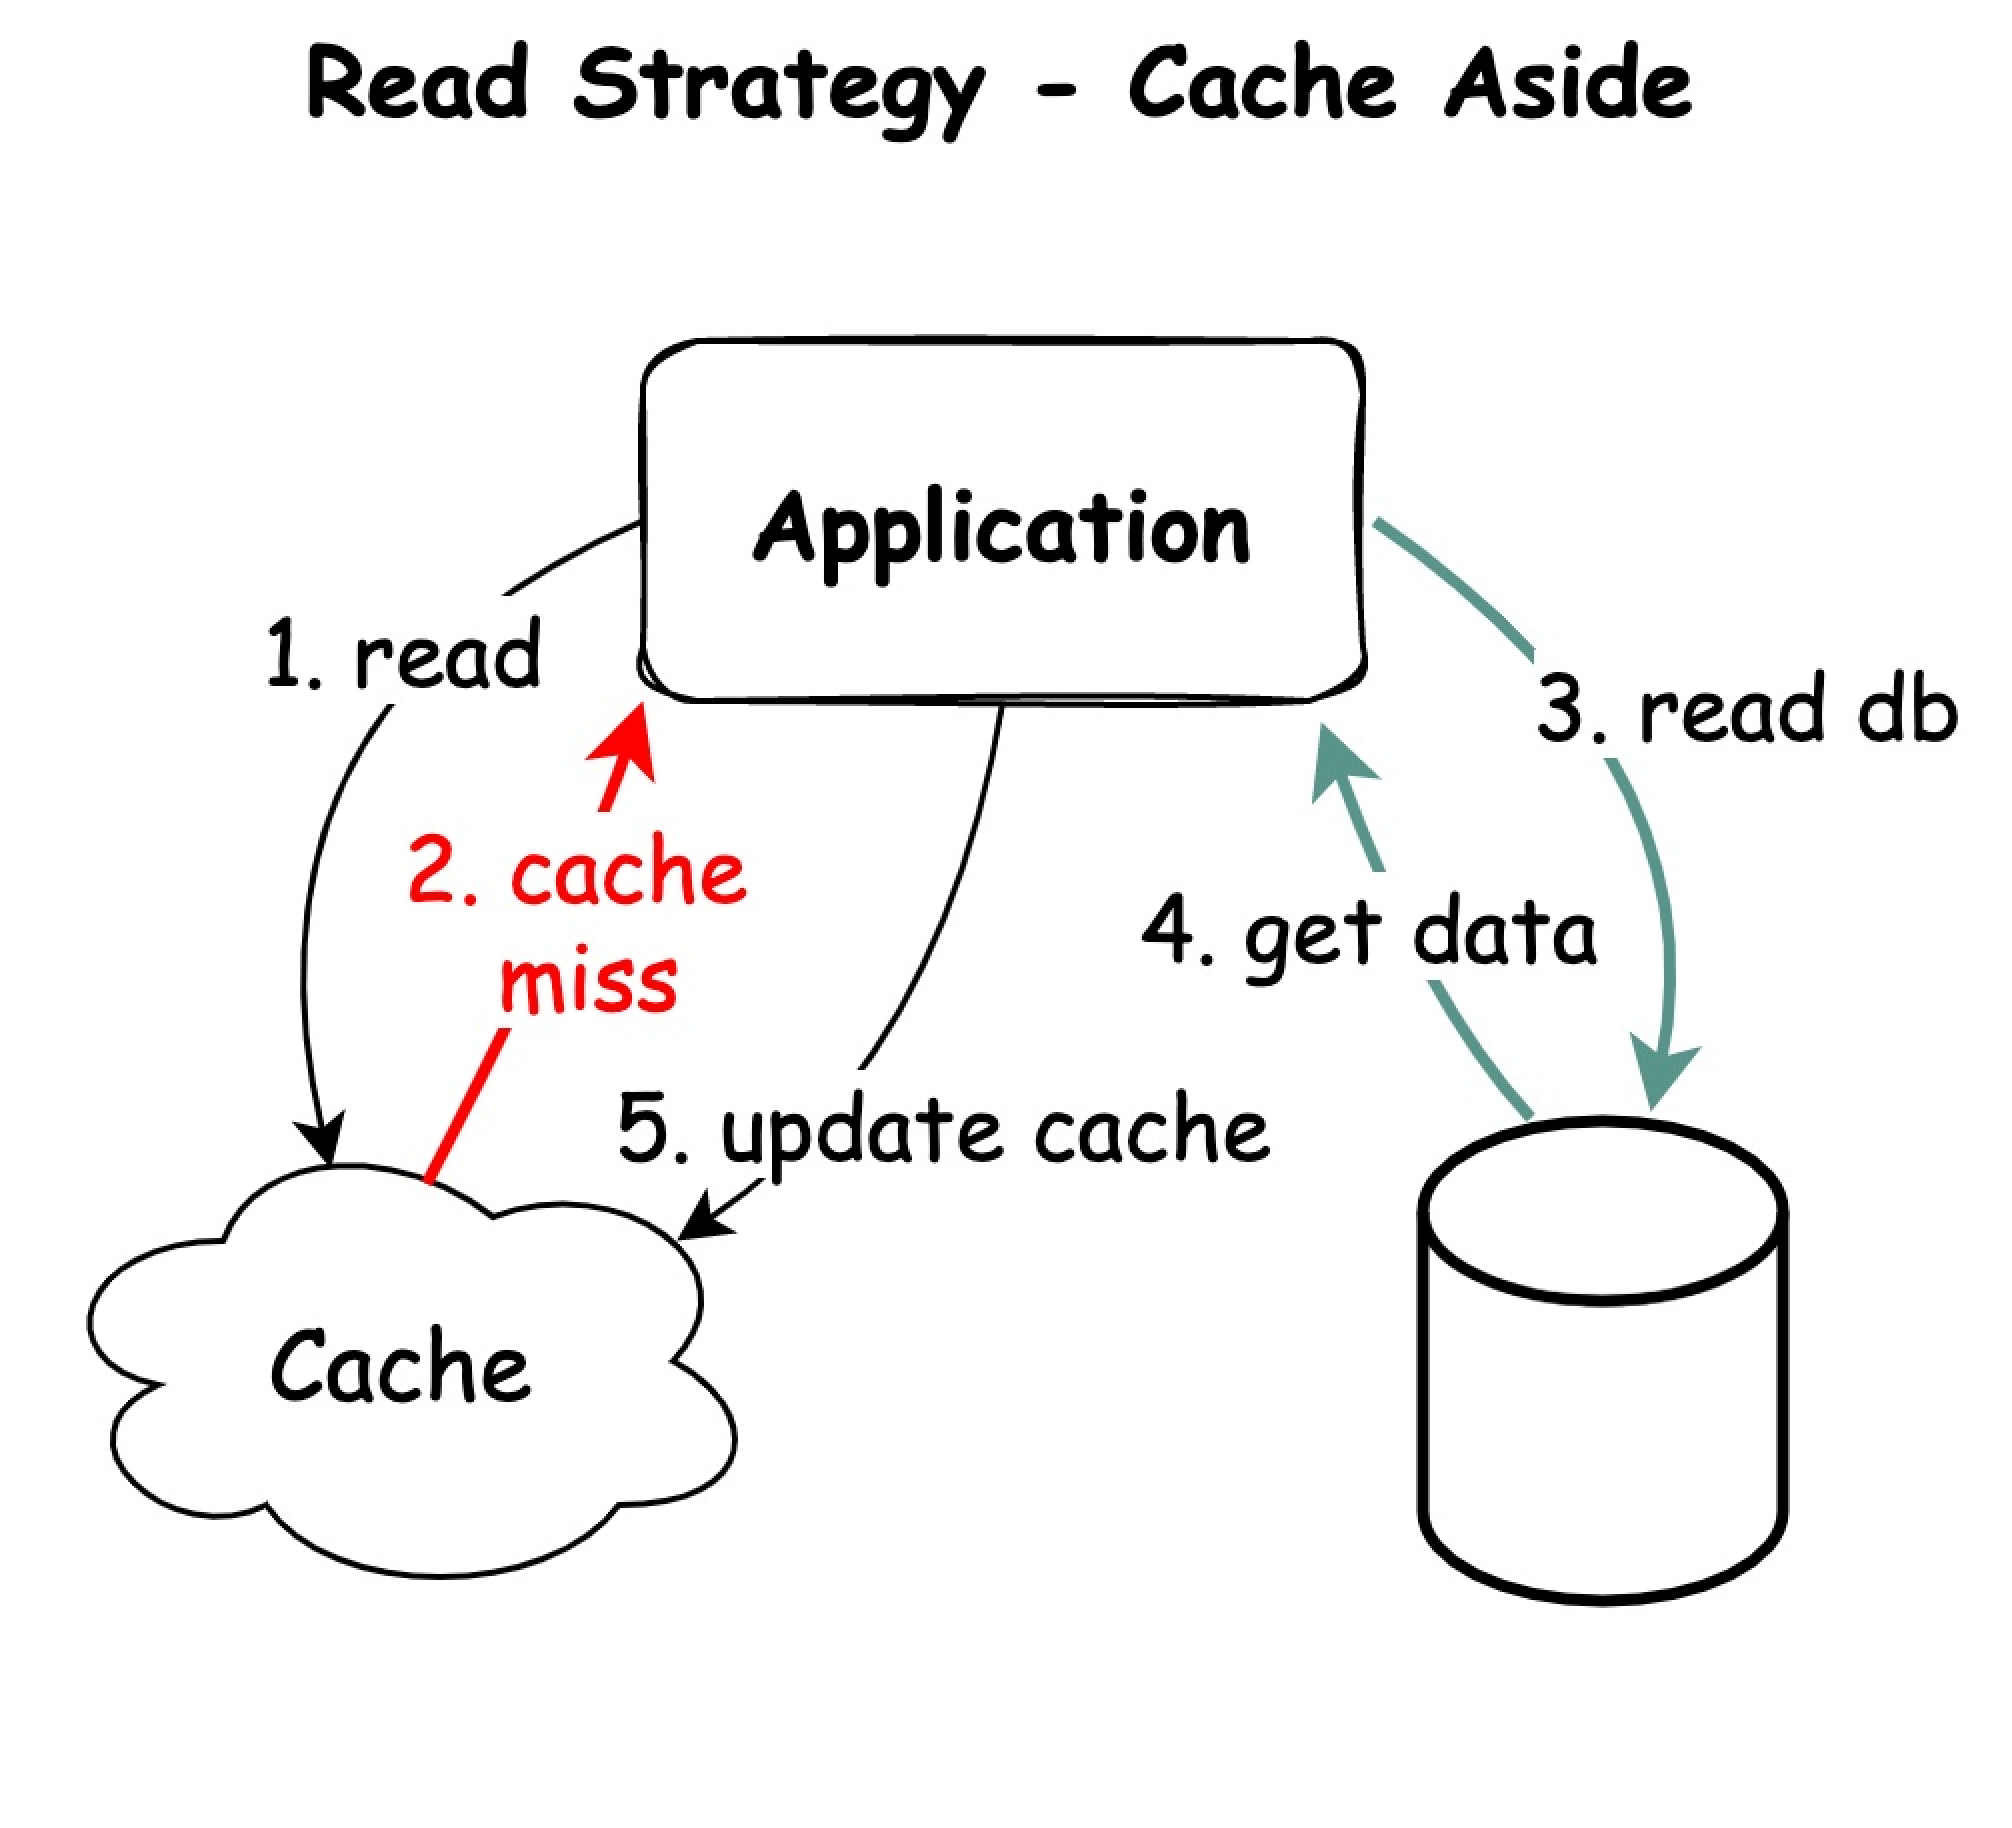 Read Strategy - Cache Aside
Application
1. read
3. read db
2. cache
miss
4. get data
5. update cache
Cache